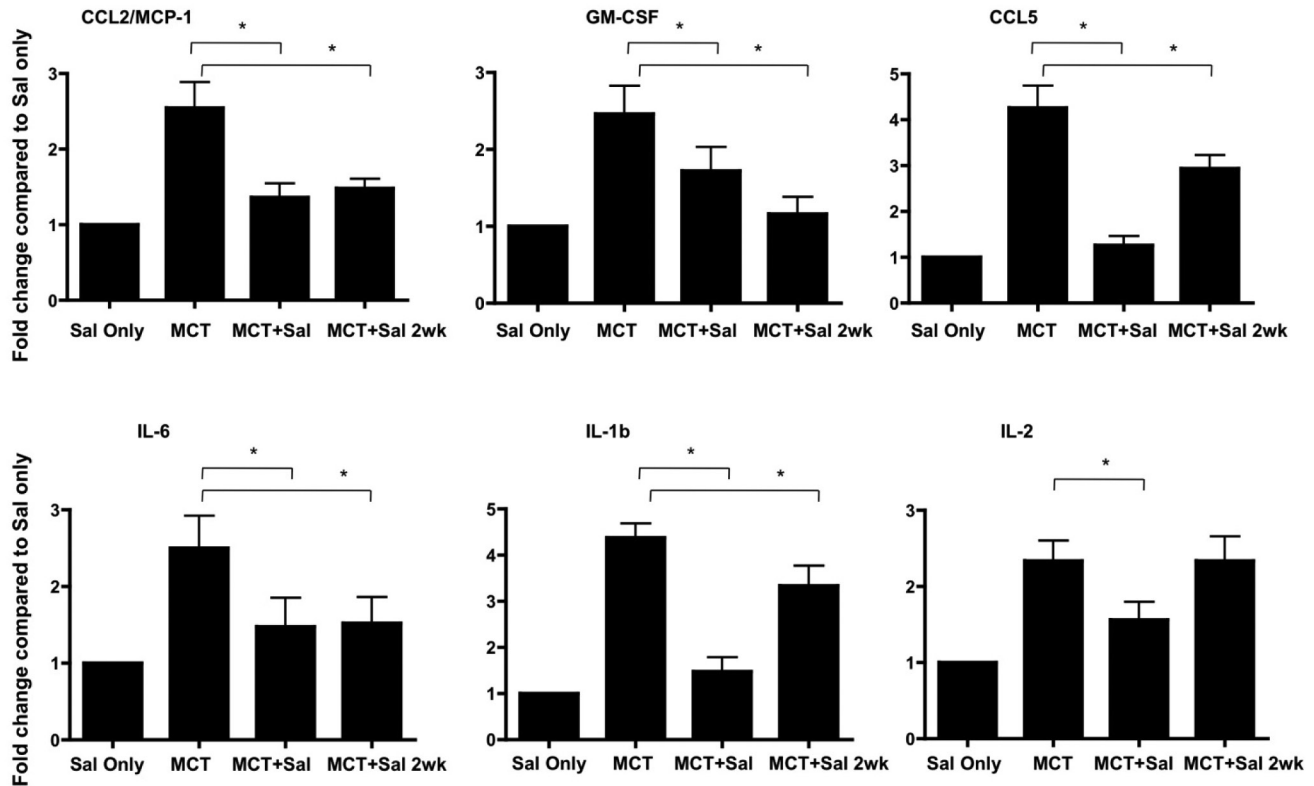 CCL2/MCP-1
GM-CSF
CCL5
* *
* *
* *
Fold change compared to Sal only
3
2
1
0
Sal Only MCT MCT+Sal MCT+Sal 2wk
3
2
1
0
Sal Only MCT MCT+Sal MCT+Sal 2wk
5
4
3
2
1
0
Sal Only MCT MCT+Sal MCT+Sal 2wk
IL-6
IL-1b
IL-2
* *
* *
*
Fold change compared to Sal only
3
2
1
0
Sal Only MCT MCT+Sal MCT+Sal 2wk
5
4
3
2
1
0
Sal Only MCT MCT+Sal MCT+Sal 2wk
3
2
1
0
Sal Only MCT MCT+Sal MCT+Sal 2wk